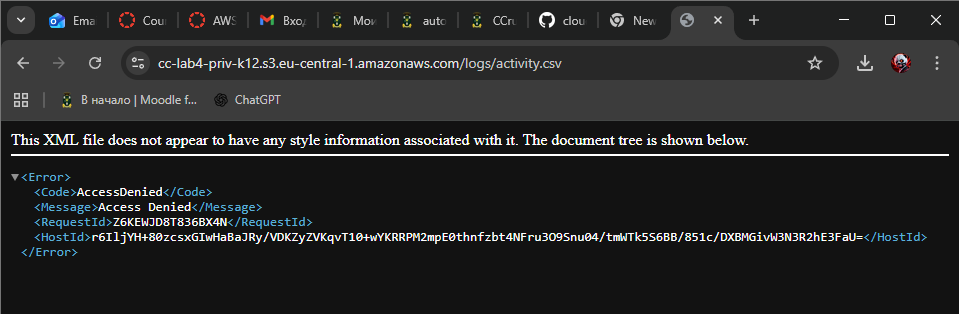 Ema
Cour
AWS
Вход
Мои
auto
CCru
clou
New
cc-lab4-priv-k12.s3.eu-central-1.amazonaws.com/logs/activity.csv
В начало | Moodle f...
ChatGPT
This XML file does not appear to have any style information associated with it. The document tree is shown below.
<Error>
<Code>AccessDenied</Code>
<Message>Access Denied</Message>
<RequestId>Z6KEWJD8T836BX4N</RequestId>
<HostId>r6IljYH+80zcsxGIwHaBaJRy/VDKZyZVKqvT10+wYKRRPM2mpE0thnfzbt4NFru3O9Snu04/tmWTk5S6BB/851c/DXBMGivW3N3R2hE3FaU=</HostId>
</Error>